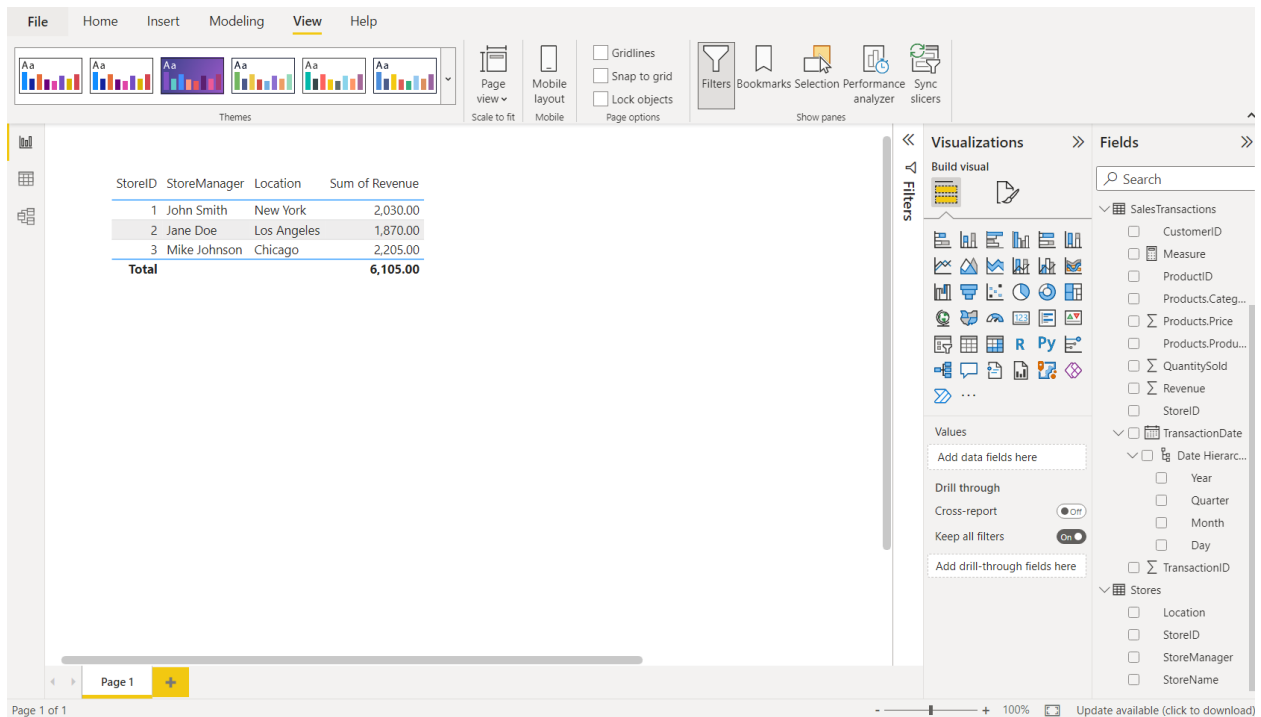 File Home Insert Modeling View Help
Aa Aa Aa Aa Aa Aa
Themes
Page view
Scale to fit
Mobile layout
Mobile
Gridlines
Snap to grid
Lock objects
Page options
Filters Bookmarks Selection Performance analyzer Sync slicers
Show panes
StoreID StoreManager Location Sum of Revenue
1 John Smith New York 2,030.00
2 Jane Doe Los Angeles 1,870.00
3 Mike Johnson Chicago 2,205.00
Total 6,105.00
Filters
Visualizations
Build visual
123
R Py
...
Values
Add data fields here
Drill through
Cross-report Off
Keep all filters On
Add drill-through fields here
Fields
Search
SalesTransactions
CustomerID
Measure
ProductID
Products.Categ...
∑ Products.Price
Products.Produ...
∑ QuantitySold
∑ Revenue
StoreID
TransactionDate
Date Hierarc...
Year
Quarter
Month
Day
∑ TransactionID
Stores
Location
StoreID
StoreManager
StoreName
Page 1 +
Page 1 of 1
- + 100% Update available (click to download)